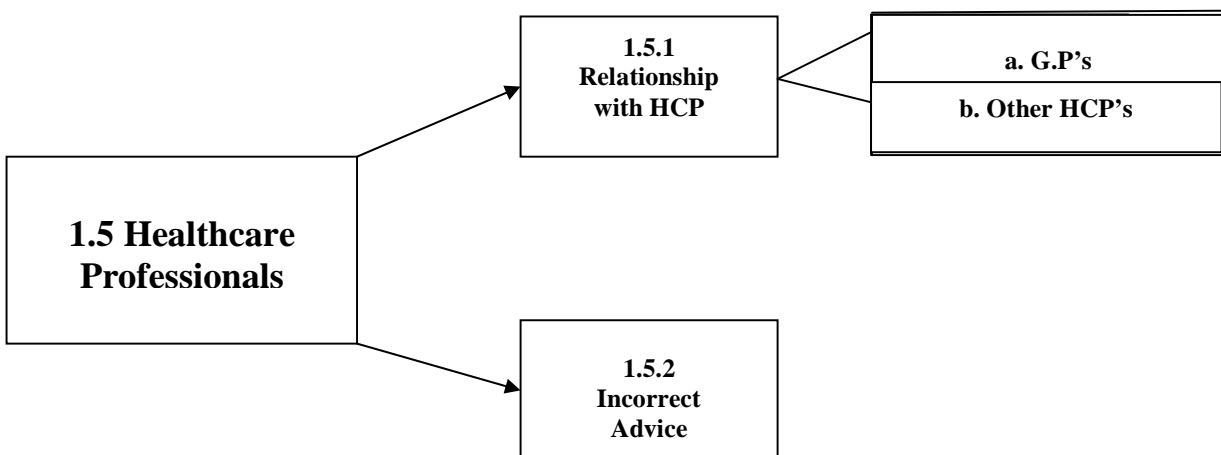 1.5 Healthcare
Professionals
1.5.1
Relationship
with HCP
a. G.P’s
b. Other HCP’s
1.5.2
Incorrect
Advice